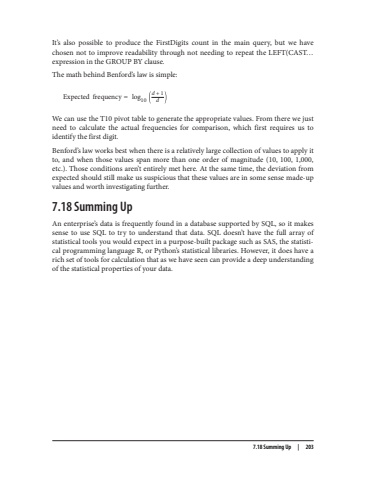 It's also possible to produce the FirstDigits count in the main query, but we have
chosen not to improve readability through not needing to repeat the LEFT(CAST…
expression in the GROUP BY clause.
The math behind Benford's law is simple:
Expected frequency = log10 (d + 1 / d)
We can use the T10 pivot table to generate the appropriate values. From there we just
need to calculate the actual frequencies for comparison, which first requires us to
identify the first digit.
Benford's law works best when there is a relatively large collection of values to apply it
to, and when those values span more than one order of magnitude (10, 100, 1,000,
etc.). Those conditions aren't entirely met here. At the same time, the deviation from
expected should still make us suspicious that these values are in some sense made-up
values and worth investigating further.
7.18 Summing Up
An enterprise's data is frequently found in a database supported by SQL, so it makes
sense to use SQL to try to understand that data. SQL doesn't have the full array of
statistical tools you would expect in a purpose-built package such as SAS, the statisti-
cal programming language R, or Python's statistical libraries. However, it does have a
rich set of tools for calculation that as we have seen can provide a deep understanding
of the statistical properties of your data.
7.18 Summing Up | 203